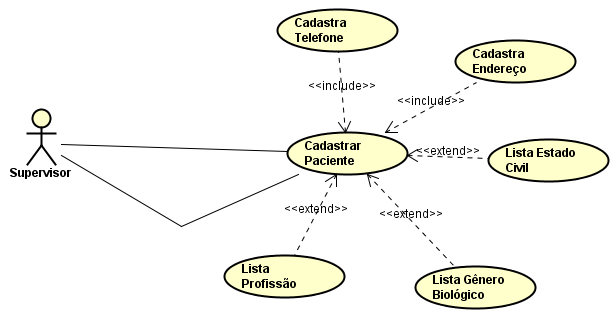 Cadastra
Telefone
Cadastra
Endereço
<<include>>
<<include>>
Supervisor
Cadastrar
Paciente
<<extend>>
Lista Estado
Civil
<<extend>>
<<extend>>
Lista
Profissão
Lista Gênero
Biológico